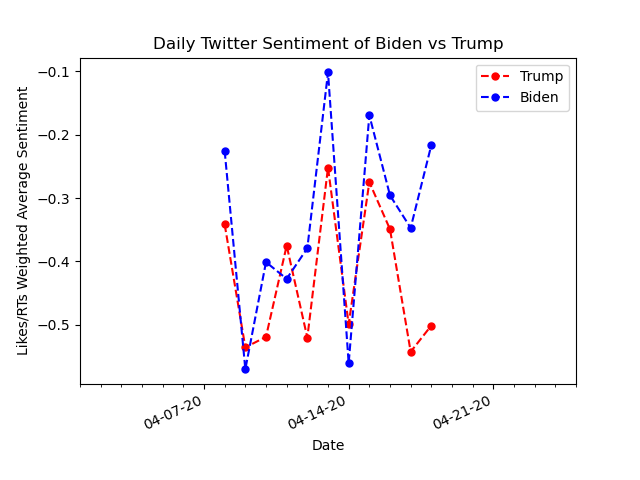 Daily Twitter Sentiment of Biden vs Trump
Trump
Biden
Likes/RTs Weighted Average Sentiment
−0.1
−0.2
−0.3
−0.4
−0.5
04-07-20
04-14-20
04-21-20
Date